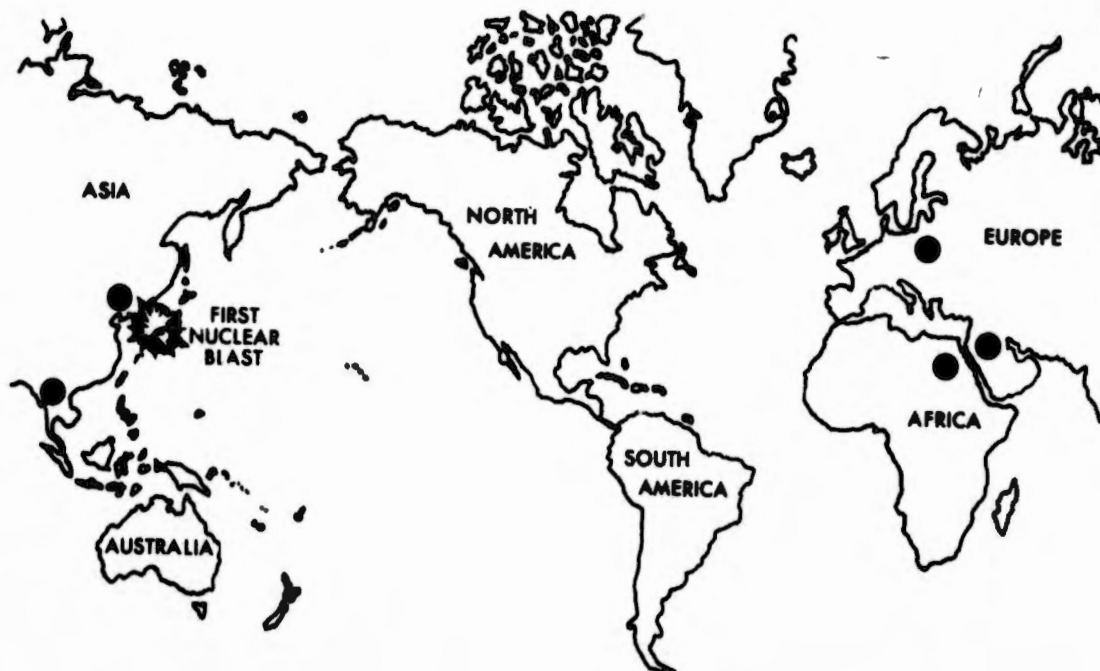 ASIA
NORTH
AMERICA
EUROPE
FIRST
NUCLEAR
BLAST
AFRICA
SOUTH
AMERICA
AUSTRALIA